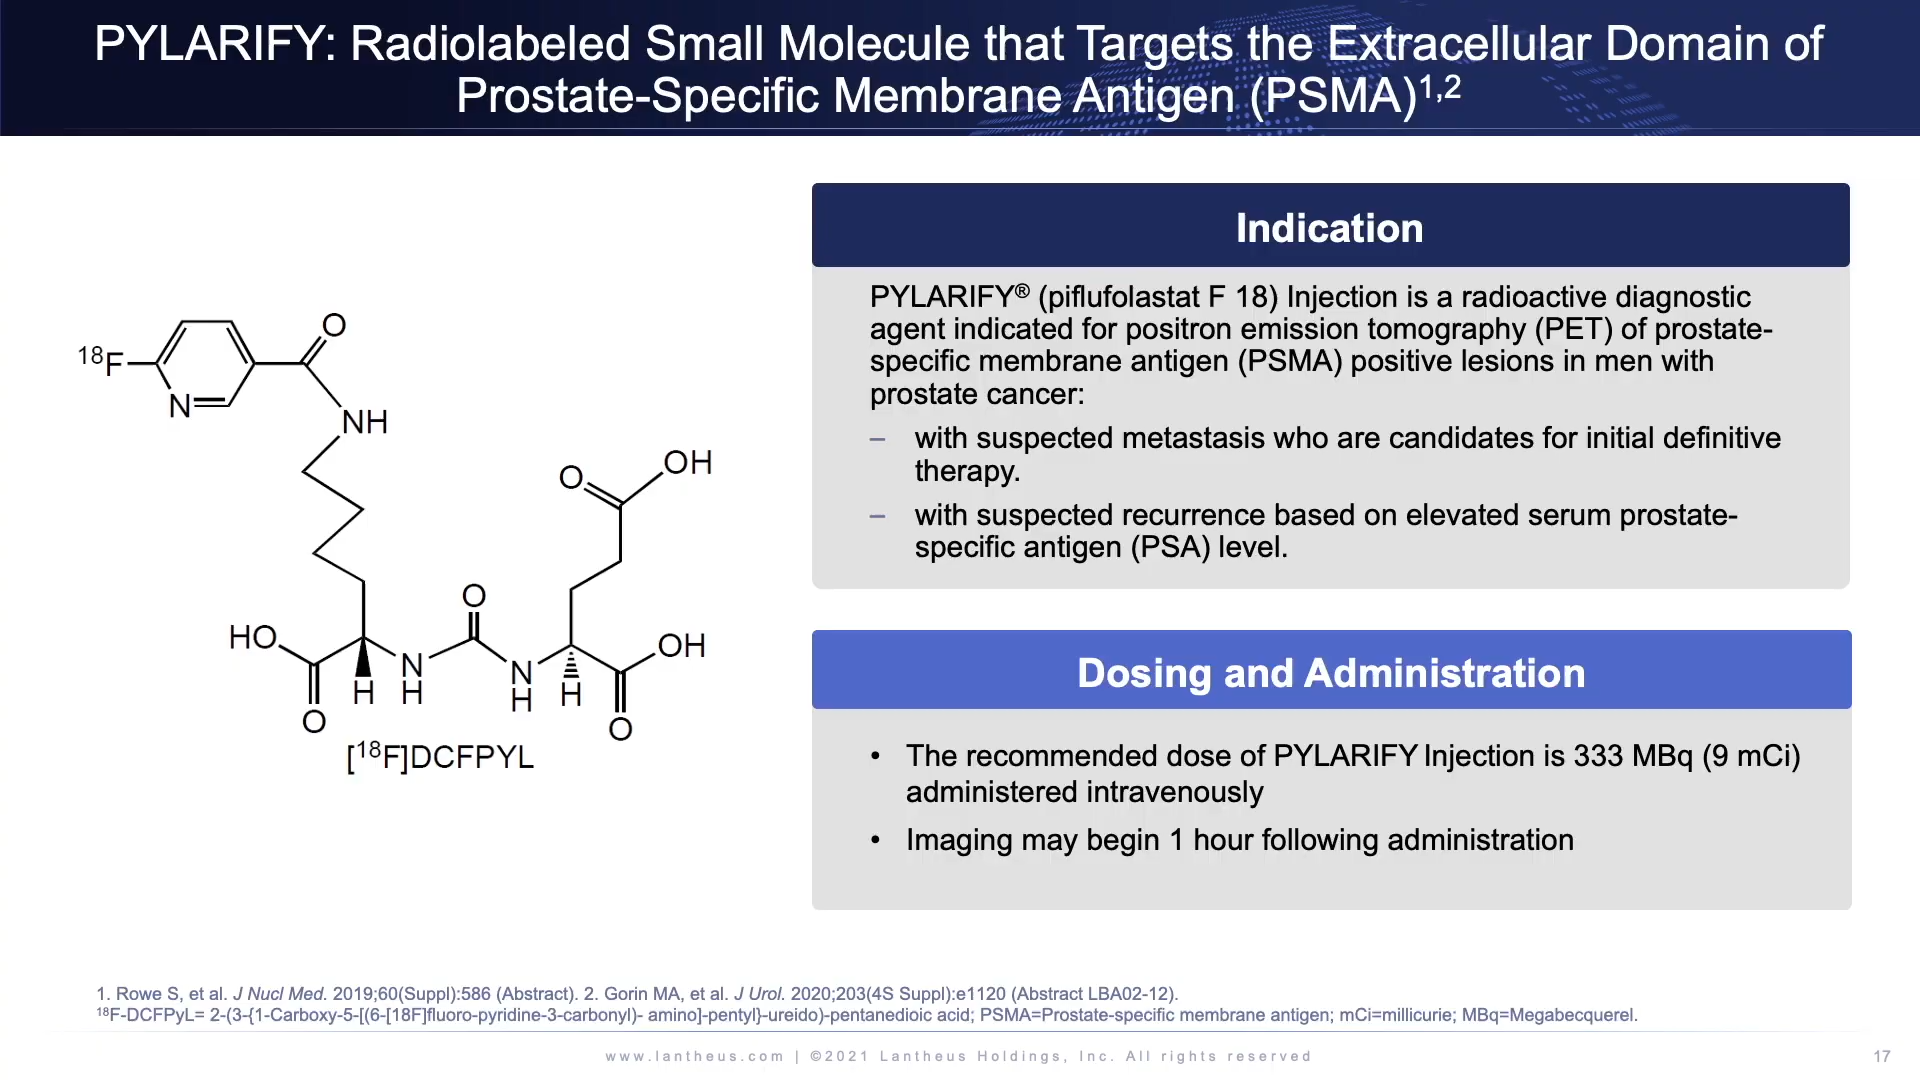 PYLARIFY: Radiolabeled Small Molecule that Targets the Extracellular Domain of
Prostate-Specific Membrane Antigen (PSMA)1,2
Indication
PYLARIFY® (piflufolastat F 18) Injection is a radioactive diagnostic
agent indicated for positron emission tomography (PET) of prostate-
specific membrane antigen (PSMA) positive lesions in men with
prostate cancer:
– with suspected metastasis who are candidates for initial definitive
therapy.
– with suspected recurrence based on elevated serum prostate-
specific antigen (PSA) level.
18F
N
O
NH
O
OH
HO
O
H
N
H
O
N
H
H
OH
O
[18F]DCFPYL
Dosing and Administration
• The recommended dose of PYLARIFY Injection is 333 MBq (9 mCi)
administered intravenously
• Imaging may begin 1 hour following administration
1. Rowe S, et al. J Nucl Med. 2019;60(Suppl):586 (Abstract). 2. Gorin MA, et al. J Urol. 2020;203(4S Suppl):e1120 (Abstract LBA02-12).
18F-DCFPyL= 2-(3-{1-Carboxy-5-[(6-[18F]fluoro-pyridine-3-carbonyl)- amino]-pentyl}-ureido)-pentanedioic acid; PSMA=Prostate-specific membrane antigen; mCi=millicurie; MBq=Megabecquerel.
www.lantheus.com | ©2021 Lantheus Holdings, Inc. All rights reserved
17